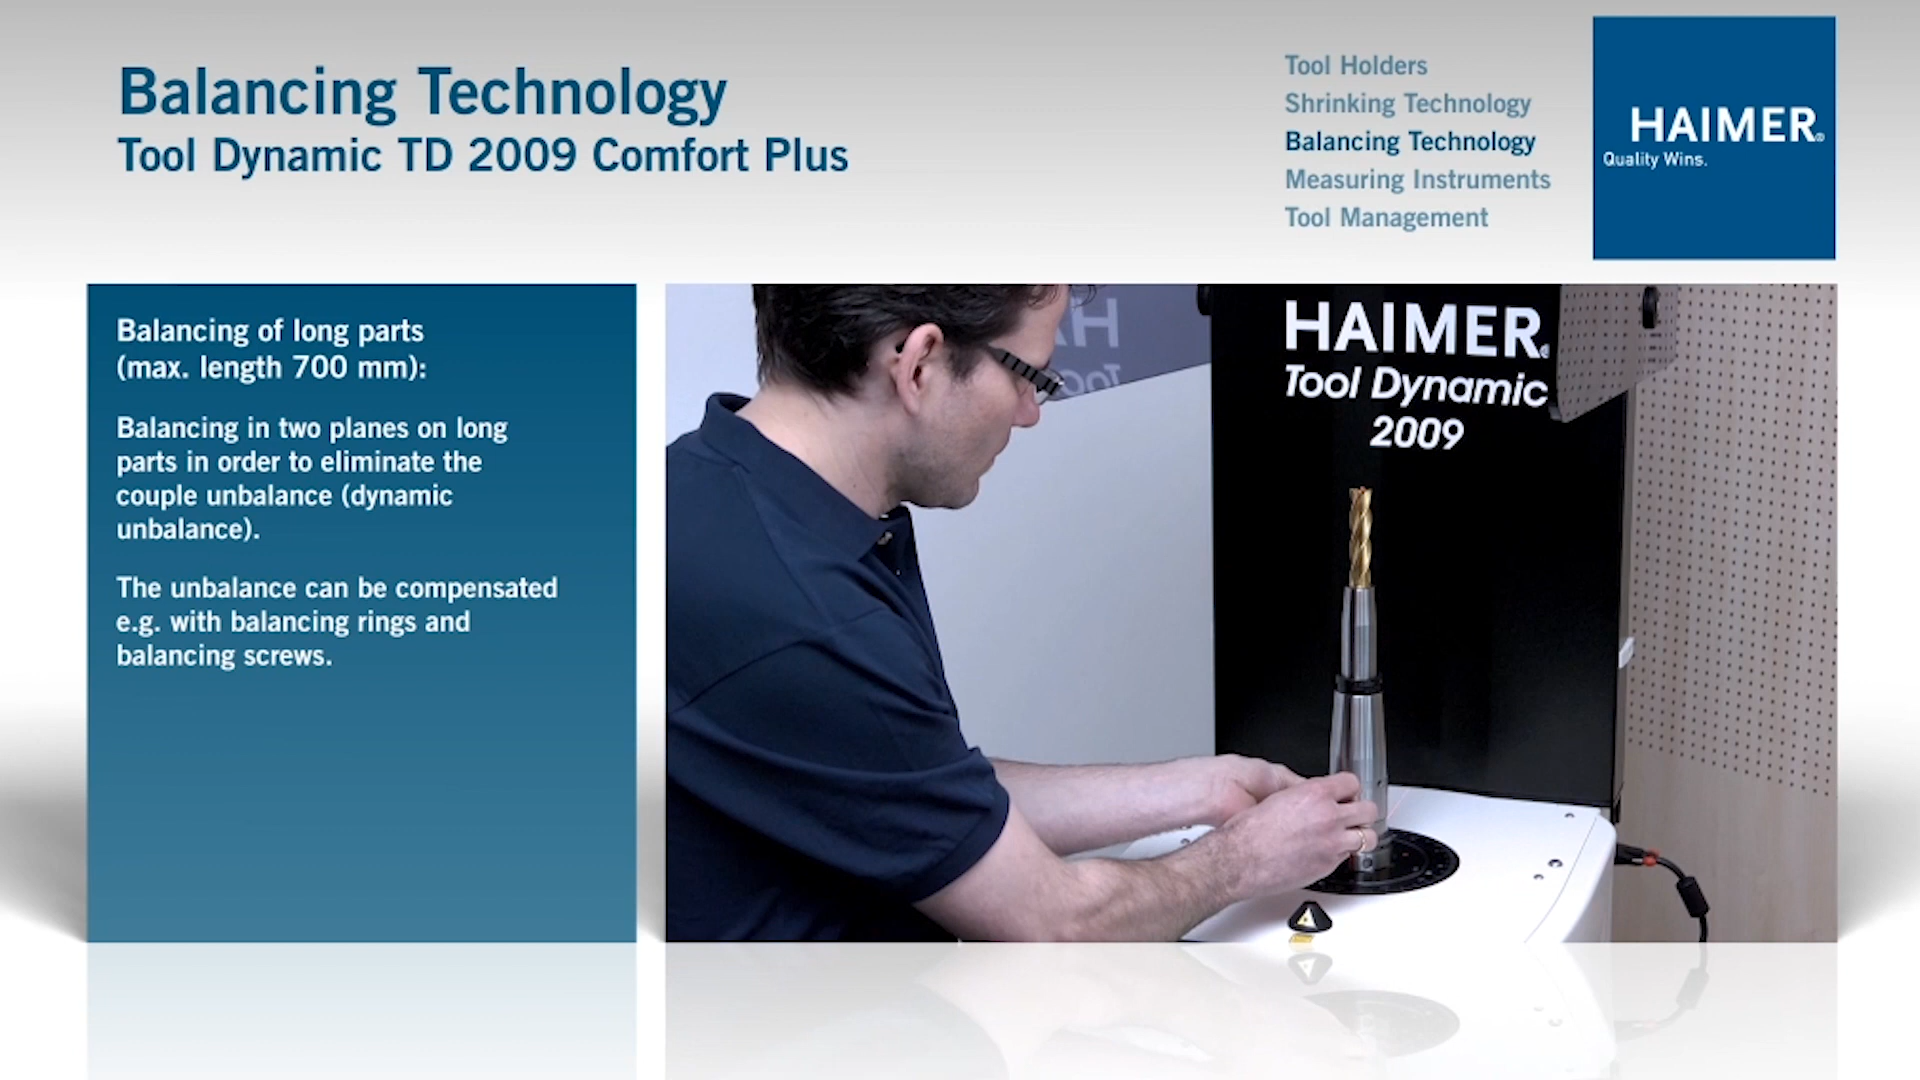 Balancing Technology
Tool Dynamic TD 2009 Comfort Plus
Tool Holders
Shrinking Technology
Balancing Technology
Measuring Instruments
Tool Management
HAIMER®
Quality Wins.
Balancing of long parts
(max. length 700 mm):
Balancing in two planes on long
parts in order to eliminate the
couple unbalance (dynamic
unbalance).
The unbalance can be compensated
e.g. with balancing rings and
balancing screws.
HAIMER®
Tool Dynamic
2009